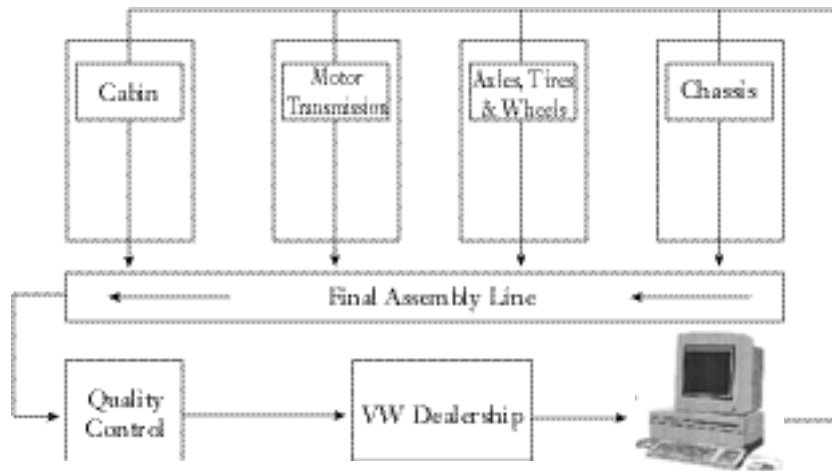 Cabin
Motor
Transmission
Axles, Tires
& Wheels
Chassis
Final Assembly Line
Quality
Control
VW Dealership